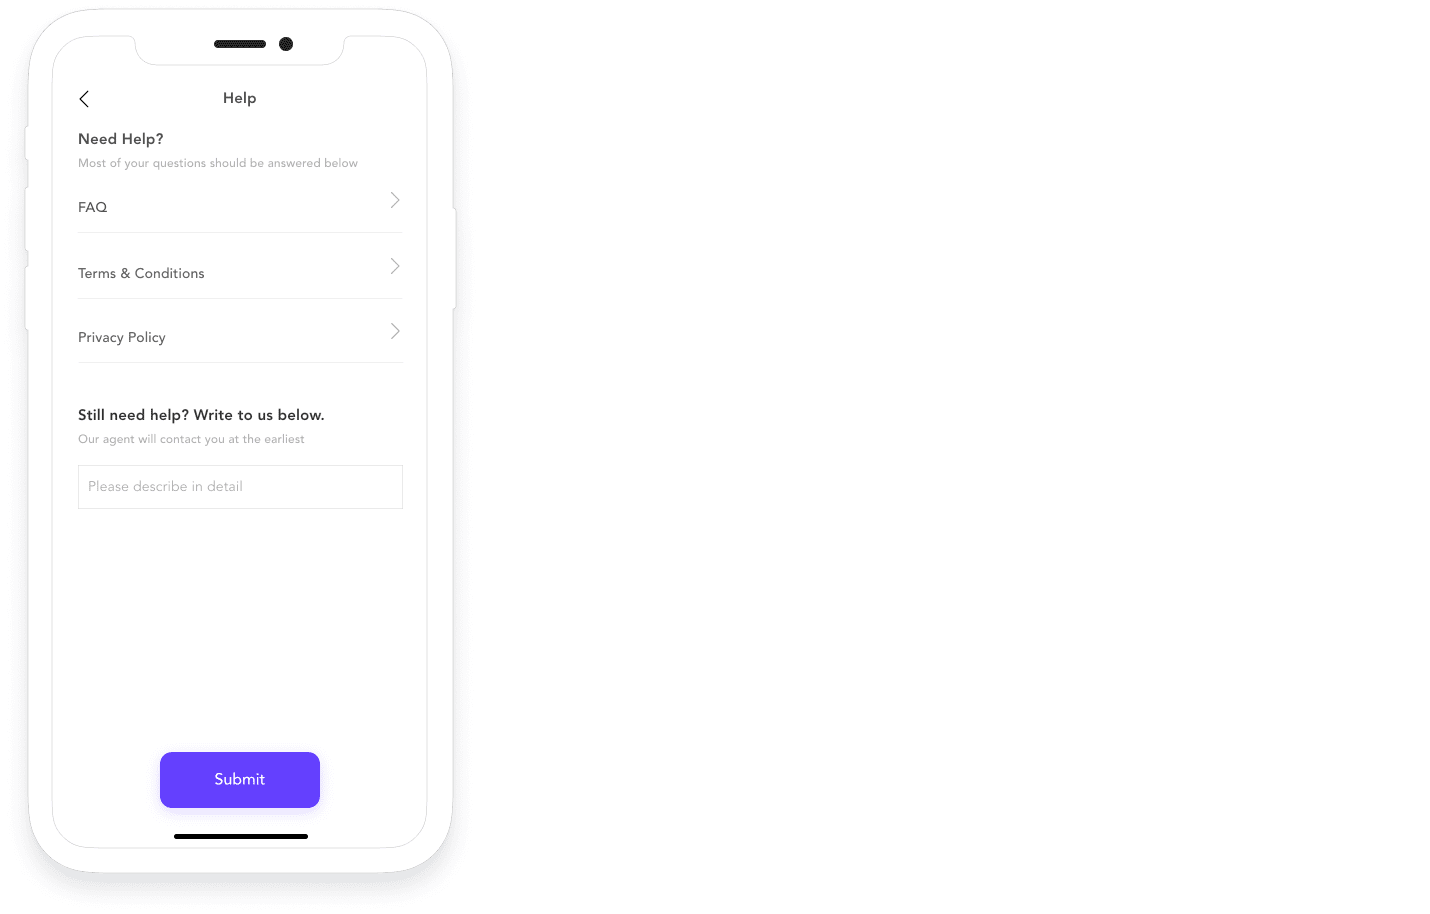 Help
Need Help?
Most of your questions should be answered below
FAQ
Terms & Conditions
Privacy Policy
Still need help? Write to us below.
Our agent will contact you at the earliest
Please describe in detail
Submit